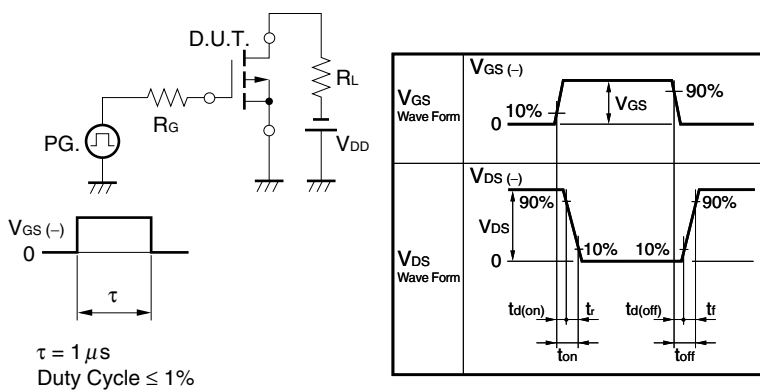 D.U.T.
RL
RG
PG.
VDD
VGS (−)
0
τ
τ = 1 μs
Duty Cycle ≤ 1%
VGS
Wave Form
VGS (−)
10%
VGS
90%
0
VDS
Wave Form
VDS (−)
90%
VDS
10%
10%
90%
0
td(on)
tr
td(off)
tf
ton
toff